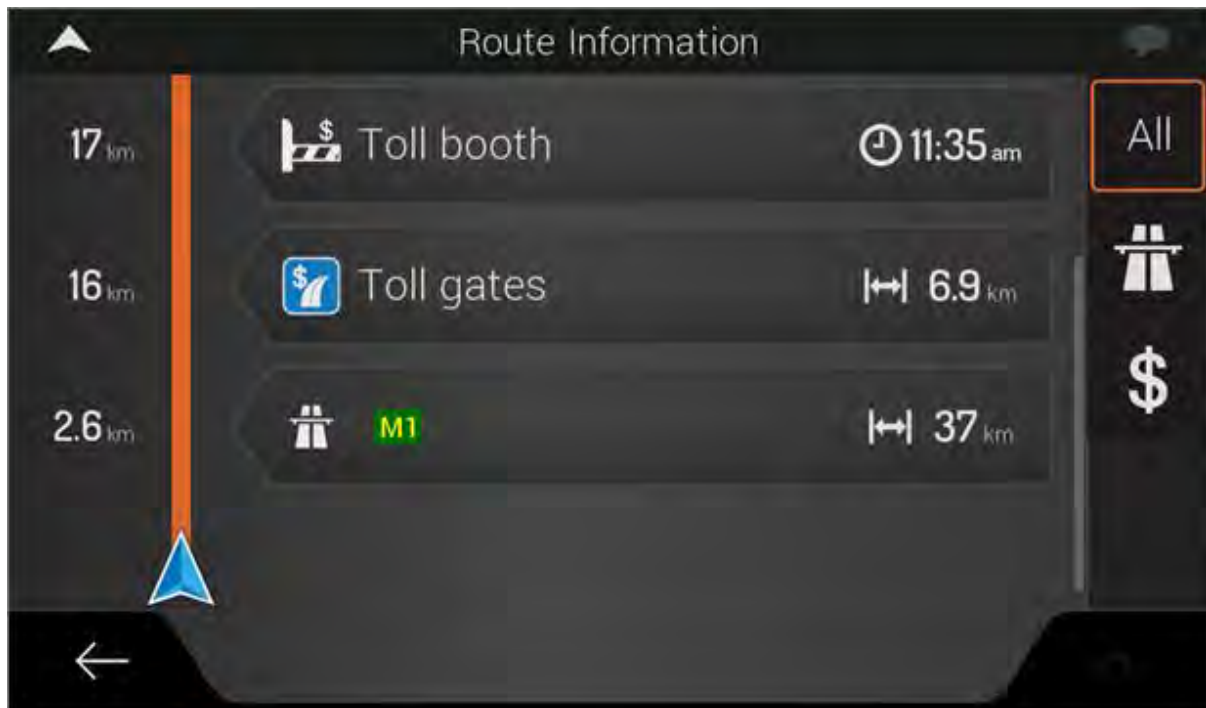 Route Information
17 km Toll booth 11:35 am All
16 km $ Toll gates 6.9 km
2.6 km M1 37 km $